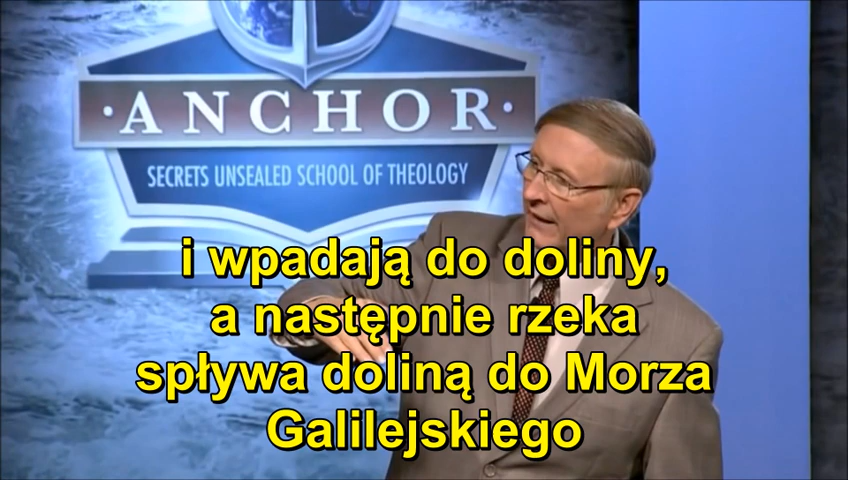 ·ANCHOR·
SECRETS UNSEALED SCHOOL OF THEOLOGY
i wpadają do doliny,
a następnie rzeka
spływa doliną do Morza
Galilejskiego